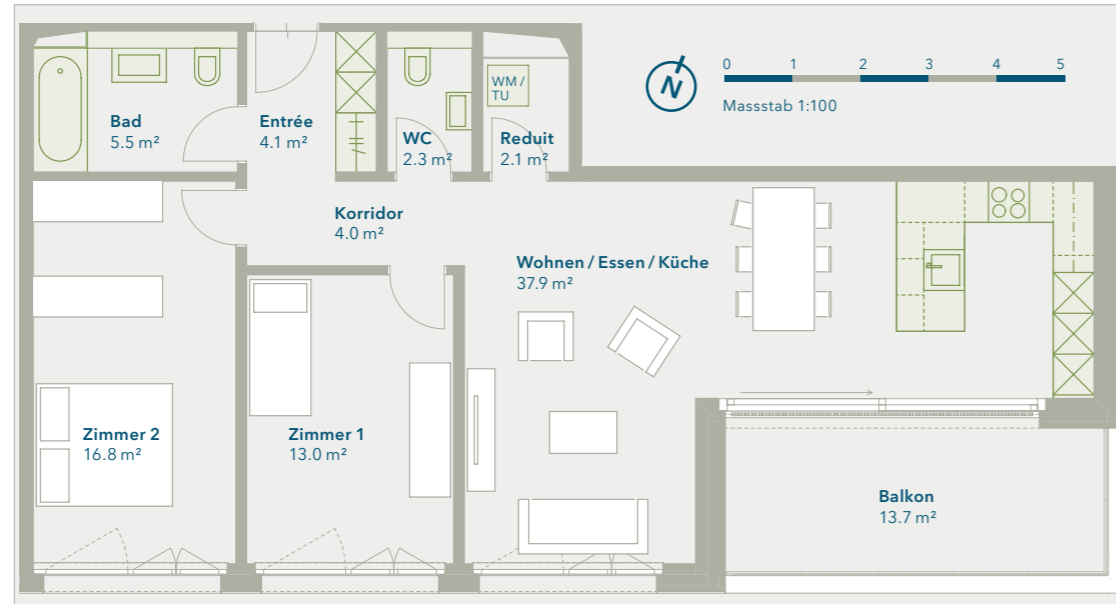 N
0 1 2 3 4 5
Massstab 1:100
Bad
5.5 m²
Entrée
4.1 m²
WC
2.3 m²
WM /
TU
Reduit
2.1 m²
Korridor
4.0 m²
Wohnen / Essen / Küche
37.9 m²
Zimmer 2
16.8 m²
Zimmer 1
13.0 m²
Balkon
13.7 m²